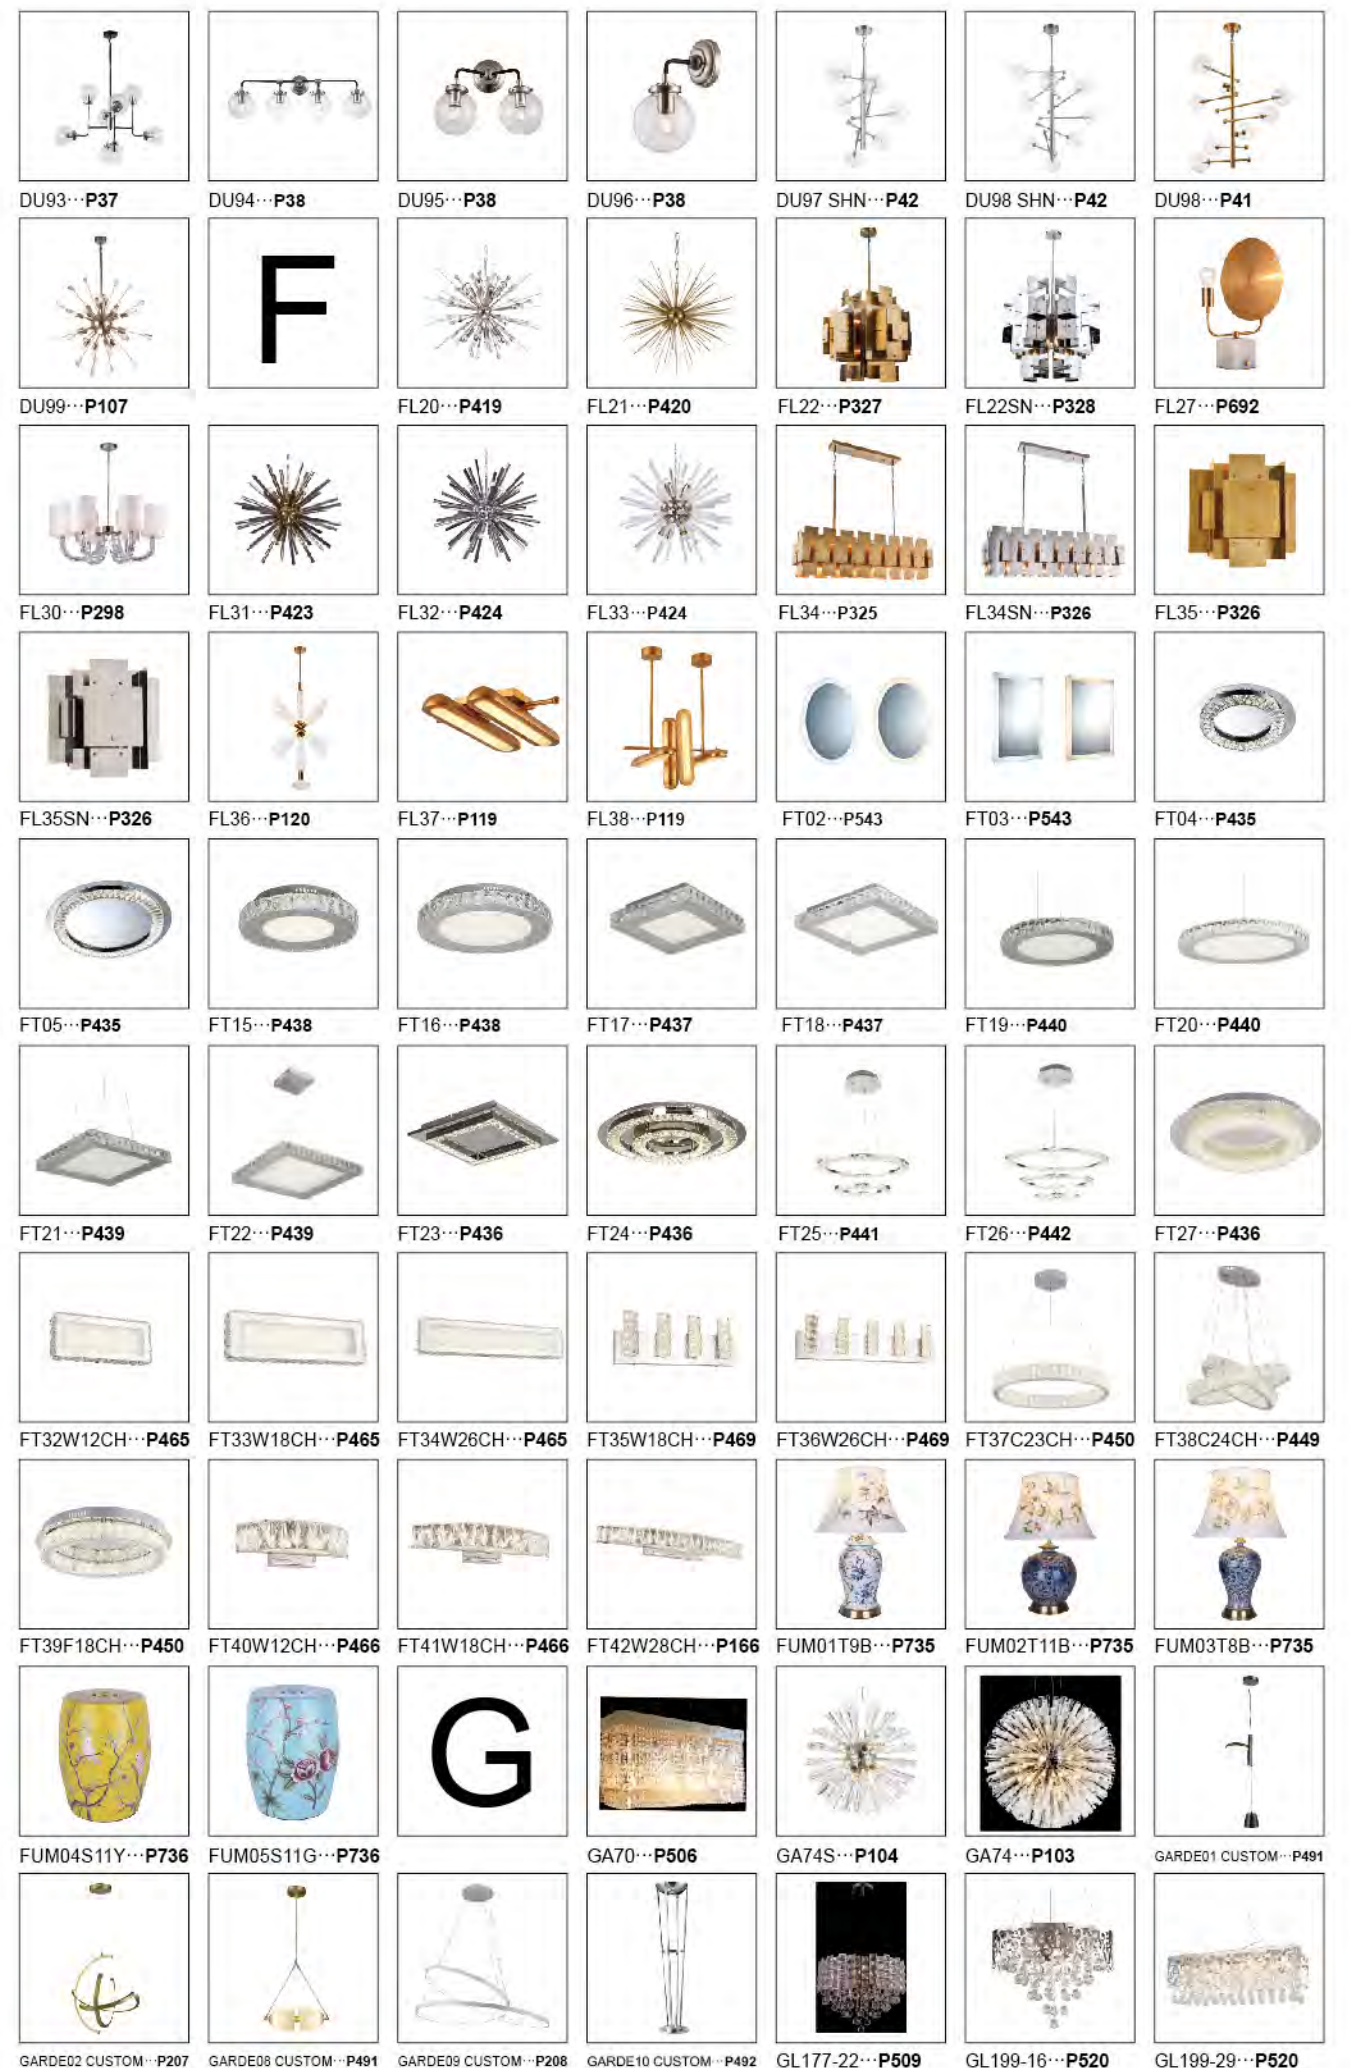 DU93···P37
DU94···P38
DU95···P38
DU96···P38
DU97 SHN···P42
DU98 SHN···P42
DU98···P41
F
DU99···P107
FL20···P419
FL21···P420
FL22···P327
FL22SN···P328
FL27···P692
FL30···P298
FL31···P423
FL32···P424
FL33···P424
FL34···P325
FL34SN···P326
FL35···P326
FL35SN···P326
FL36···P120
FL37···P119
FL38···P119
FT02···P543
FT03···P543
FT04···P435
FT05···P435
FT15···P438
FT16···P438
FT17···P437
FT18···P437
FT19···P440
FT20···P440
FT21···P439
FT22···P439
FT23···P436
FT24···P436
FT25···P441
FT26···P442
FT27···P436
FT32W12CH···P465
FT33W18CH···P465
FT34W26CH···P465
FT35W18CH···P469
FT36W26CH···P469
FT37C23CH···P450
FT38C24CH···P449
FT39F18CH···P450
FT40W12CH···P466
FT41W18CH···P466
FT42W28CH···P166
FUM01T9B···P735
FUM02T11B···P735
FUM03T8B···P735
G
FUM04S11Y···P736
FUM05S11G···P736
GA70···P506
GA74S···P104
GA74···P103
GARDE01 CUSTOM···P491
GARDE02 CUSTOM···P207
GARDE08 CUSTOM···P491
GARDE09 CUSTOM···P208
GARDE10 CUSTOM···P492
GL177-22···P509
GL199-16···P520
GL199-29···P520